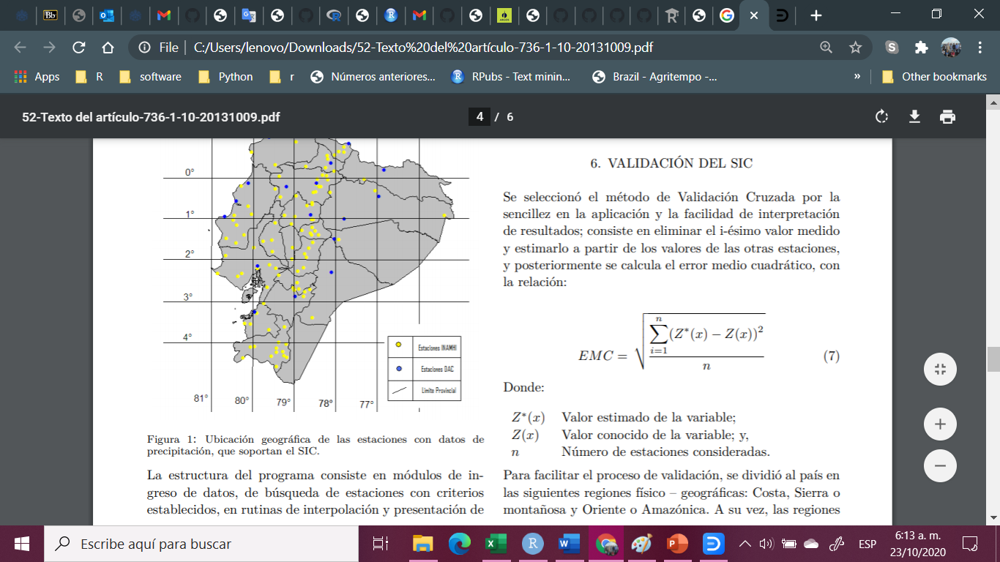 File
C:/Users/lenovo/Downloads/52-Texto%20del%20artículo-736-1-10-20131009.pdf
Apps
R
software
Python
r
Números anteriores...
RPubs - Text minin...
Brazil - Agritempo -...
»
Other bookmarks
52-Texto del artículo-736-1-10-20131009.pdf
4 / 6
0°
1°
2°
3°
4°
81°
80°
79°
78°
77°
Estaciones INAMHI
Estaciones DAC
Limite Provincial
Figura 1: Ubicación geográfica de las estaciones con datos de
precipitación, que soportan el SIC.
La estructura del programa consiste en módulos de in-
greso de datos, de búsqueda de estaciones con criterios
establecidos, en rutinas de interpolación y presentación de
6. VALIDACIÓN DEL SIC
Se seleccionó el método de Validación Cruzada por la
sencillez en la aplicación y la facilidad de interpretación
de resultados; consiste en eliminar el i-ésimo valor medido
y estimarlo a partir de los valores de las otras estaciones,
y posteriormente se calcula el error medio cuadrático, con
la relación:
EMC = √(∑_{i=1}^{n}(Z*(x) − Z(x))² / n) (7)
Donde:
Z*(x) Valor estimado de la variable;
Z(x) Valor conocido de la variable; y,
n Número de estaciones consideradas.
Para facilitar el proceso de validación, se dividió al país en
las siguientes regiones físico – geográficas: Costa, Sierra o
montañosa y Oriente o Amazónica. A su vez, las regiones
Escribe aquí para buscar
ESP
6:13 a. m.
23/10/2020